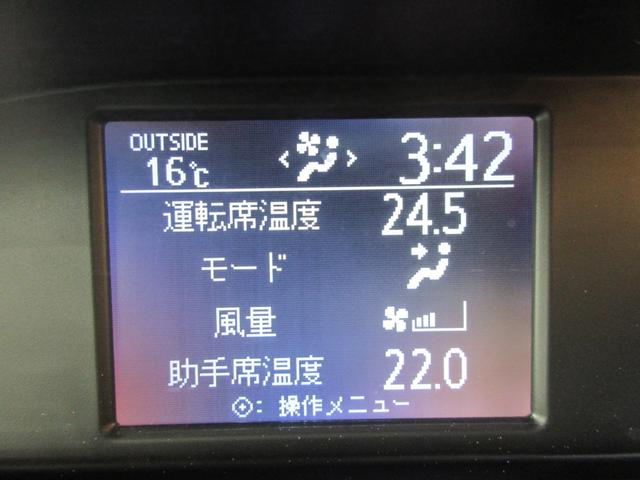 OUTSIDE
16℃ 3:42
運転席温度 24.5
モード
風量
助手席温度 22.0
: 操作メニュー